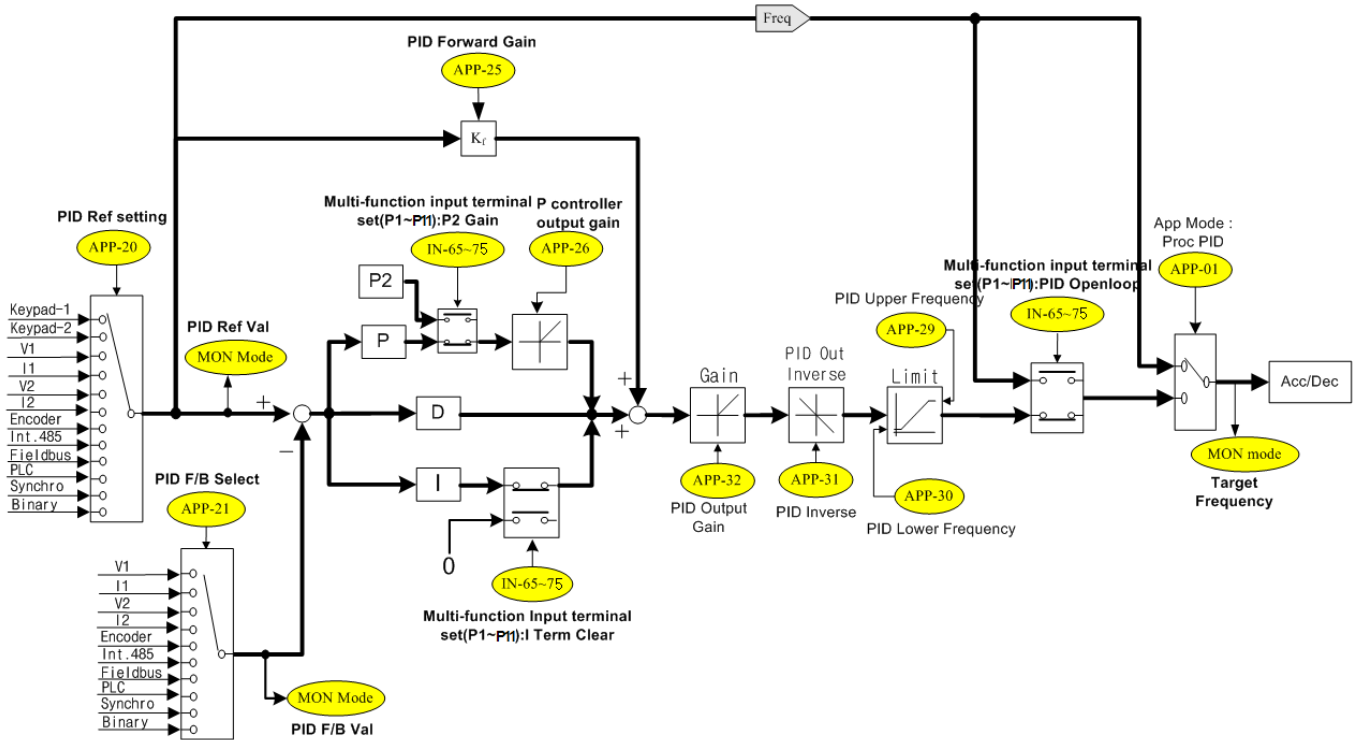 Freq
PID Forward Gain
APP-25
Kf
Multi-function input terminal
set(P1~P11):P2 Gain
IN-65~75
P controller
output gain
APP-26
PID Ref setting
APP-20
Keypad-1
Keypad-2
V1
I1
V2
I2
Encoder
Int.485
Fieldbus
PLC
Synchro
Binary
PID Ref Val
MON Mode
+
−
P2
P
D
I
0
IN-65~75
Multi-function Input terminal
set(P1~P11):I Term Clear
+
+
Gain
APP-32
PID Output
Gain
PID Out
Inverse
APP-31
PID Inverse
PID Upper Frequency
APP-29
Limit
APP-30
PID Lower Frequency
Multi-function input terminal
set(P1~P11):PID Openloop
IN-65~75
App Mode :
Proc PID
APP-01
Acc/Dec
MON mode
Target
Frequency
PID F/B Select
APP-21
V1
I1
V2
I2
Encoder
Int.485
Fieldbus
PLC
Synchro
Binary
MON Mode
PID F/B Val